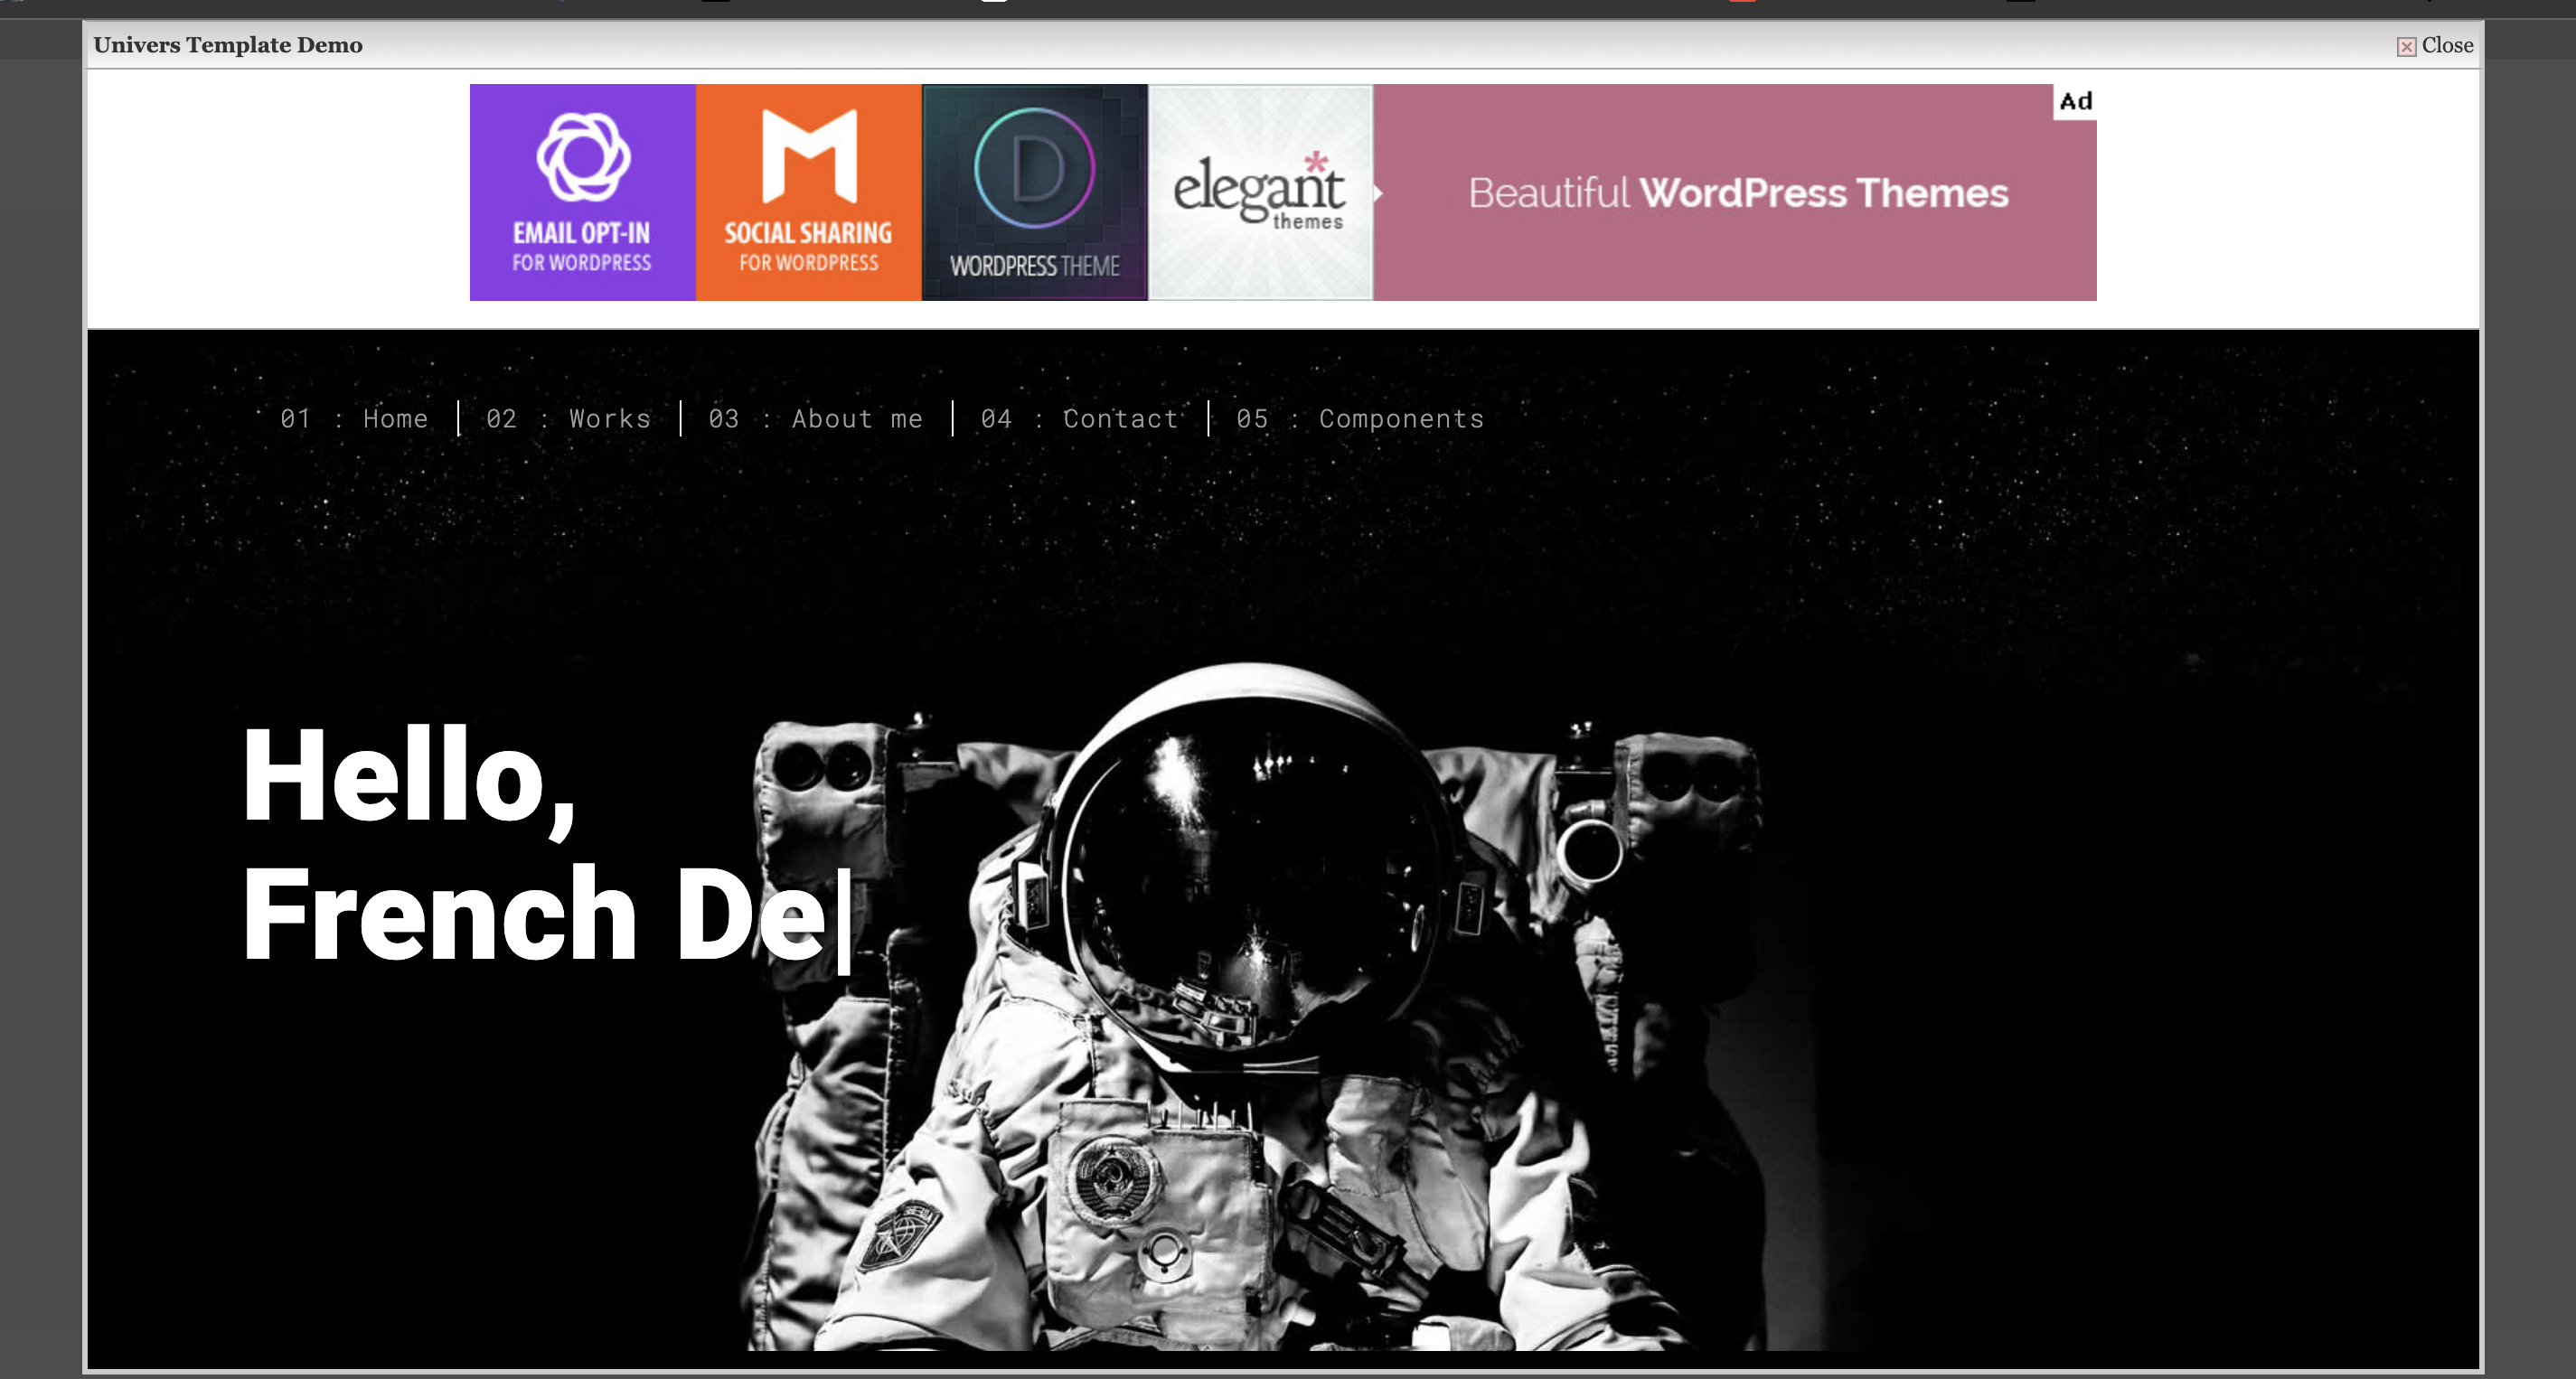 Univers Template Demo
Close
Ad
EMAIL OPT-IN
FOR WORDPRESS
SOCIAL SHARING
FOR WORDPRESS
D
WORDPRESS THEME
elegant
themes
Beautiful WordPress Themes
01 : Home
02 : Works
03 : About me
04 : Contact
05 : Components
Hello,
French De|